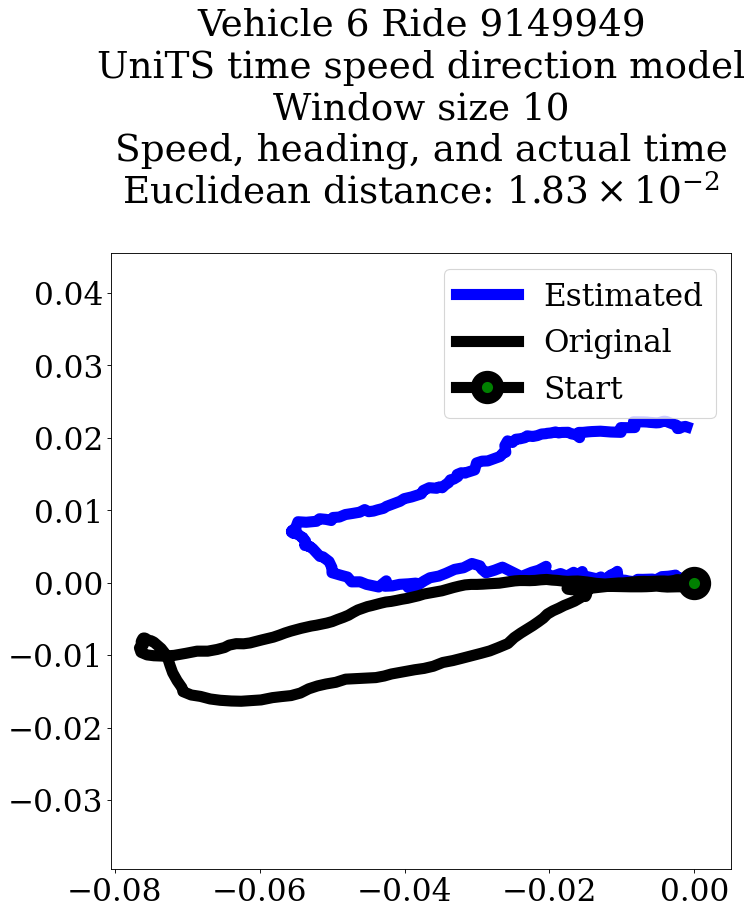 Vehicle 6 Ride 9149949
UniTS time speed direction model
Window size 10
Speed, heading, and actual time
Euclidean distance: 1.83 × 10⁻²
Estimated
Original
Start
0.04
0.03
0.02
0.01
0.00
−0.01
−0.02
−0.03
−0.08 −0.06 −0.04 −0.02 0.00